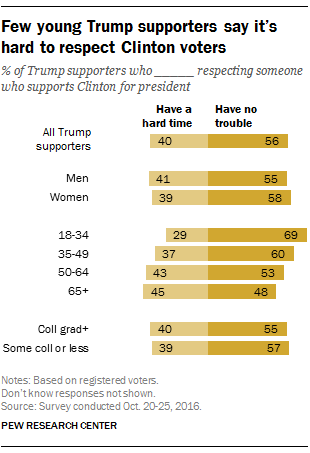 Few young Trump supporters say it's
hard to respect Clinton voters
% of Trump supporters who ______ respecting someone
who supports Clinton for president
Have a
hard time
Have no
trouble
All Trump
supporters
40 56
Men 41 55
Women 39 58
18-34 29 69
35-49 37 60
50-64 43 53
65+ 45 48
Coll grad+ 40 55
Some coll or less 39 57
Notes: Based on registered voters.
Don't know responses not shown.
Source: Survey conducted Oct. 20-25, 2016.
PEW RESEARCH CENTER